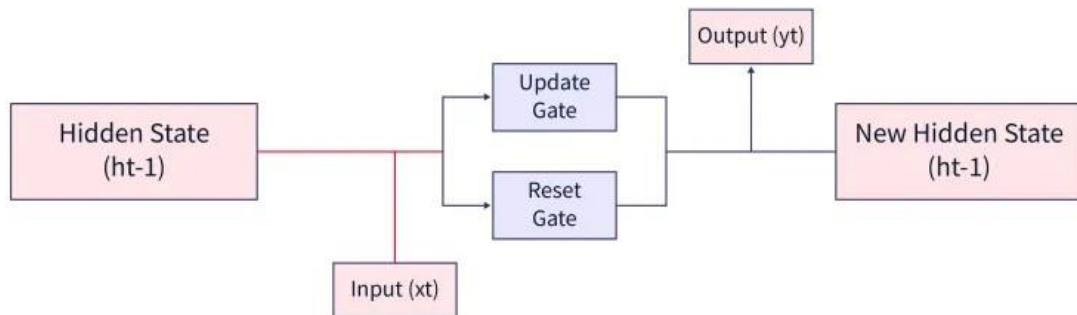 Output (yt)
Update
Gate
Hidden State
(ht-1)
New Hidden State
(ht-1)
Reset
Gate
Input (xt)